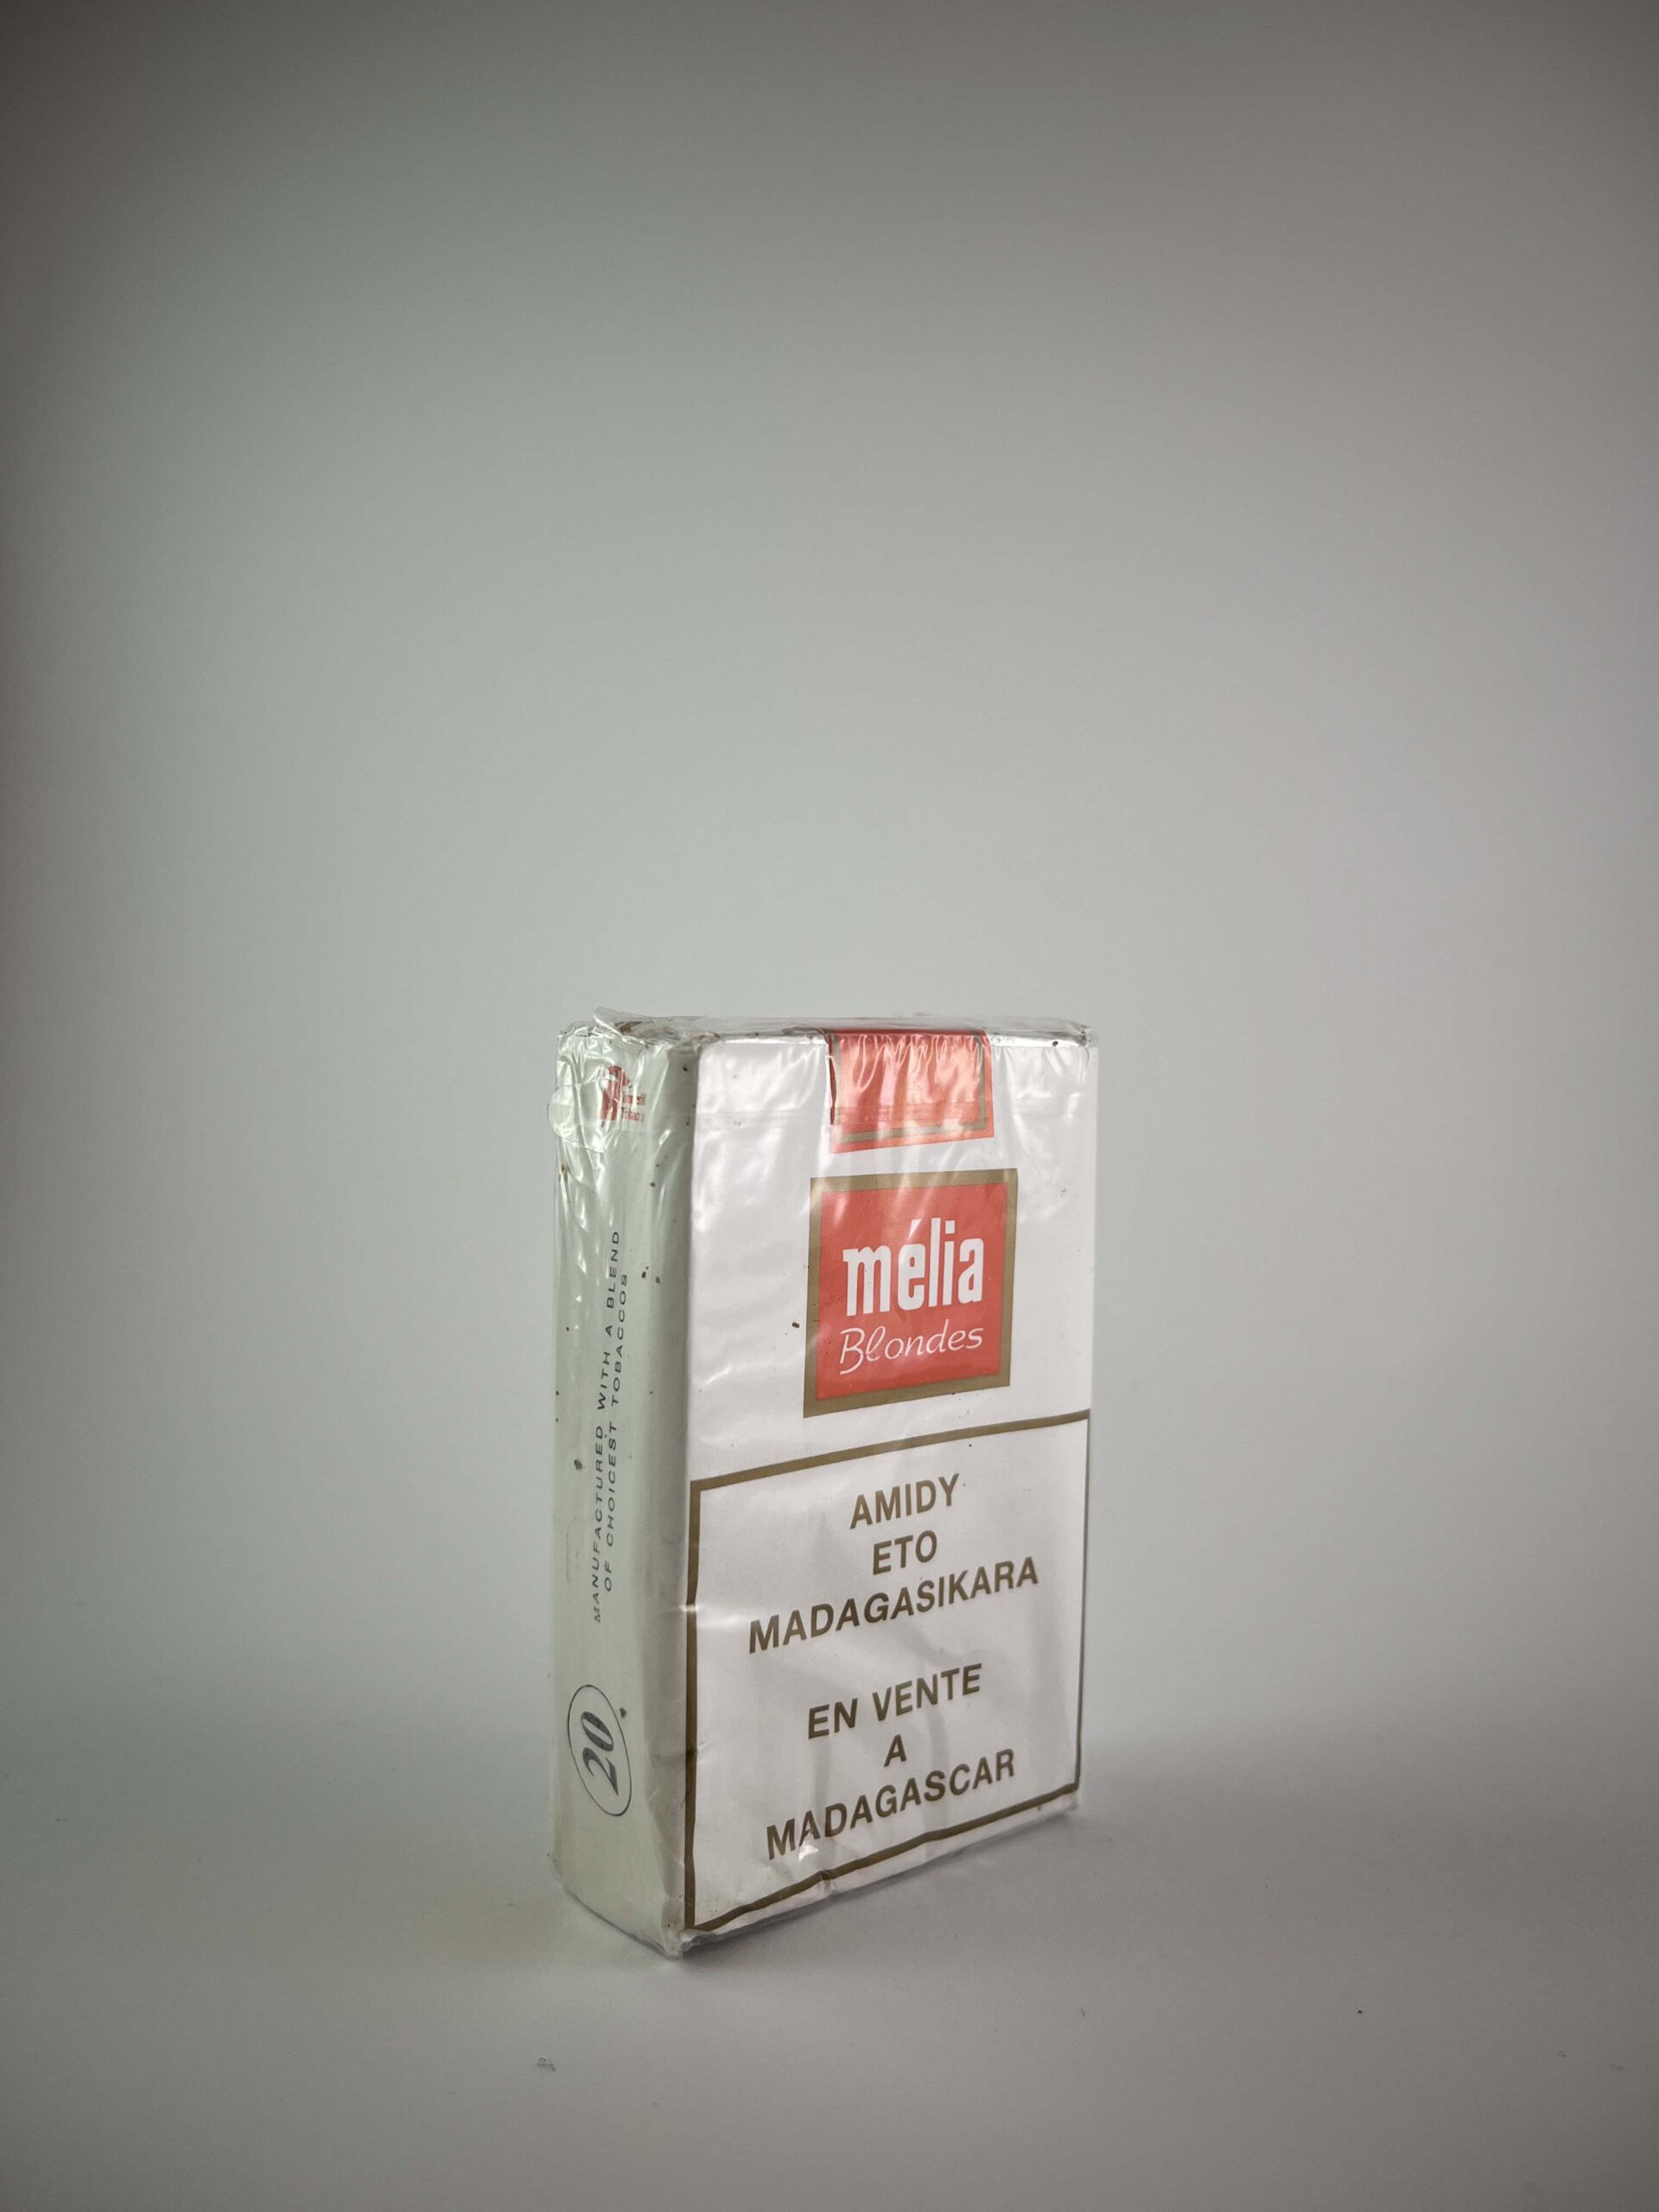 mélia
Blondes
AMIDY
ETO
MADAGASIKARA
EN VENTE
A
MADAGASCAR
MANUFACTURED WITH A BLEND
OF CHOICEST TOBACCOS
20